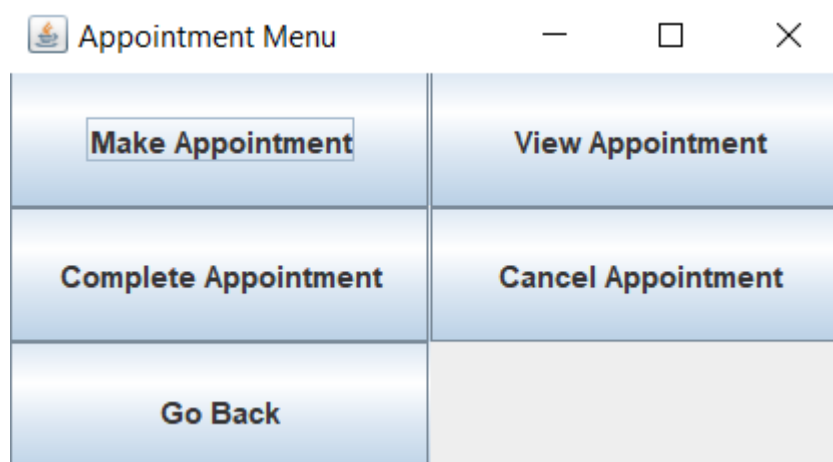 Appointment Menu
Make Appointment
View Appointment
Complete Appointment
Cancel Appointment
Go Back